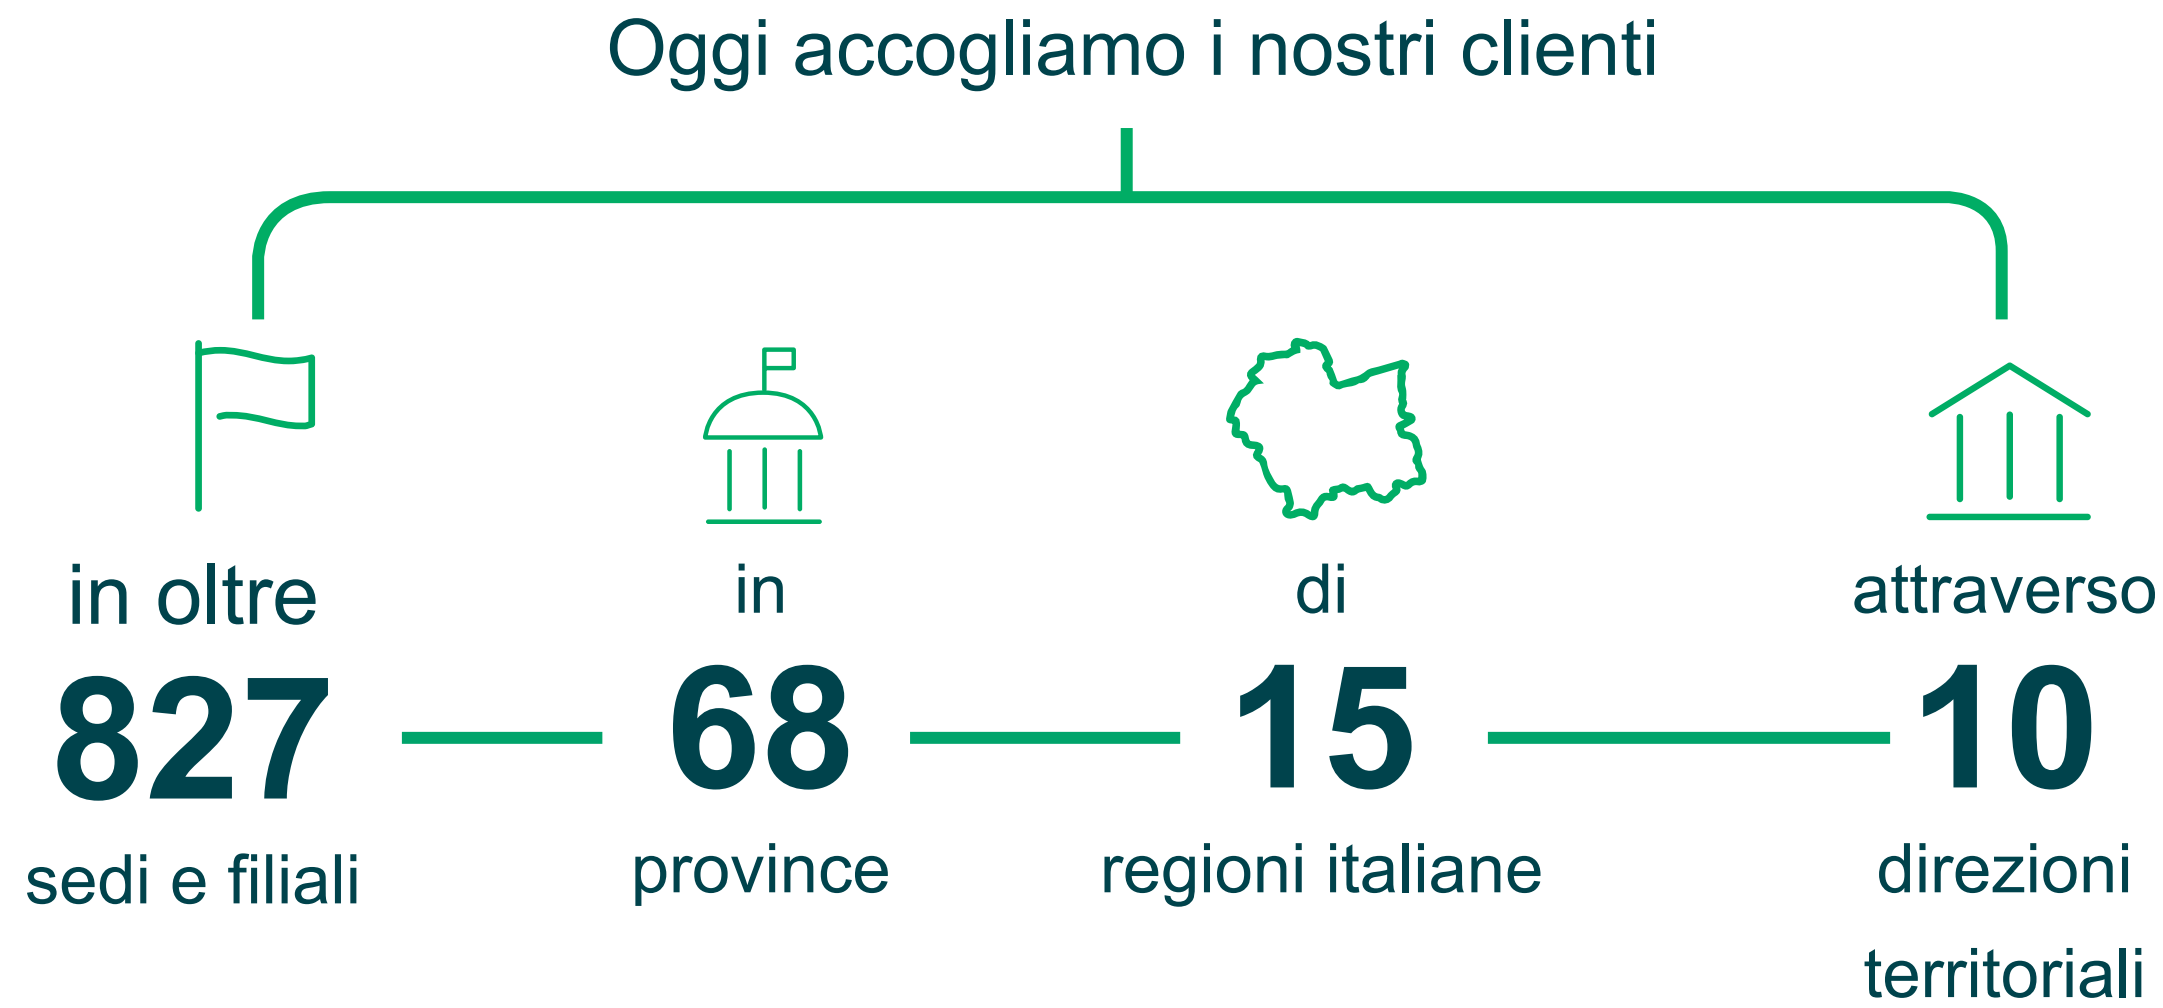 Oggi accogliamo i nostri clienti
in oltre
827
sedi e filiali
in
68
province
di
15
regioni italiane
attraverso
10
direzioni
territoriali